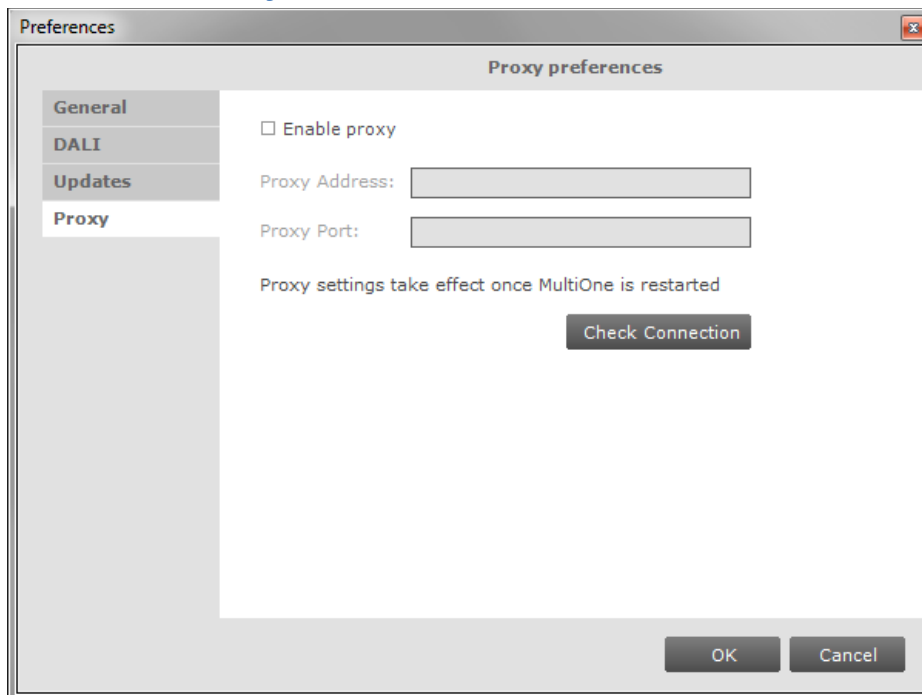 Preferences
Proxy preferences
General
DALI
Updates
Proxy
Enable proxy
Proxy Address:
Proxy Port:
Proxy settings take effect once MultiOne is restarted
Check Connection
OK
Cancel